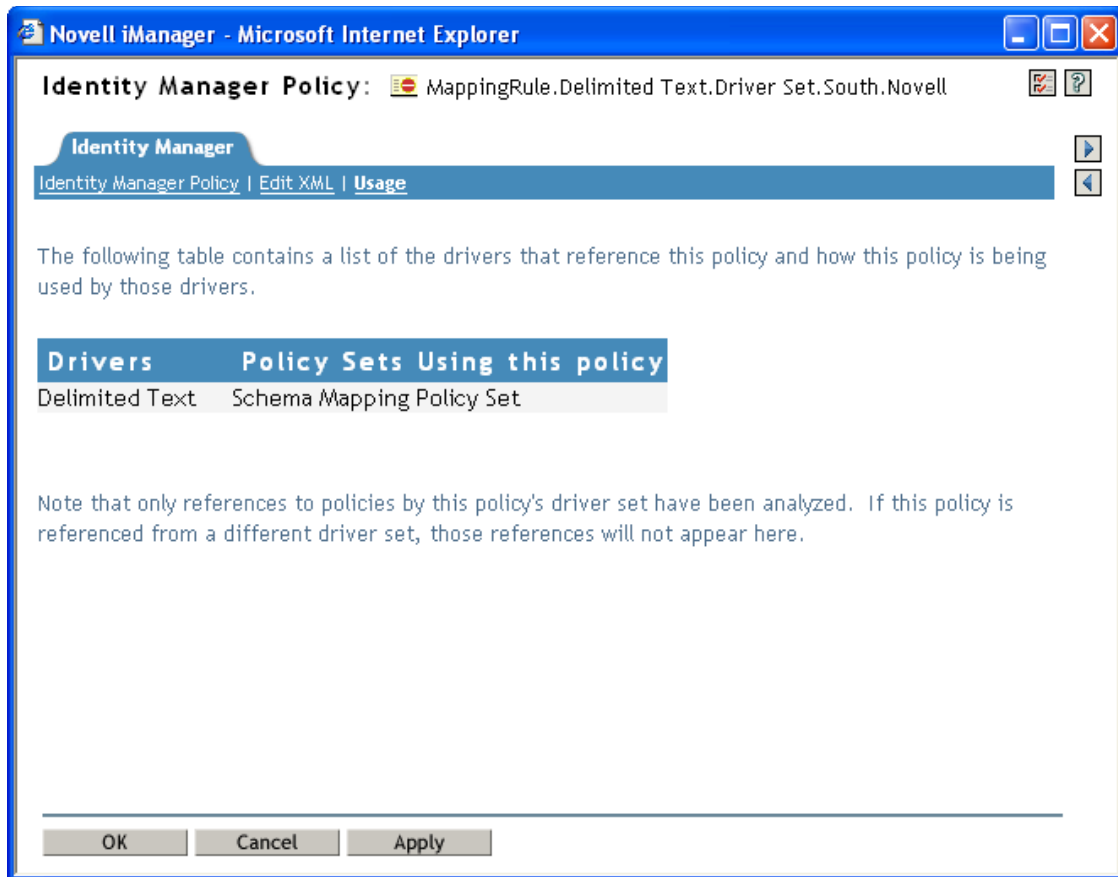 Novell iManager - Microsoft Internet Explorer
Identity Manager Policy: MappingRule.Delimited Text.Driver Set.South.Novell
Identity Manager
Identity Manager Policy | Edit XML | Usage
The following table contains a list of the drivers that reference this policy and how this policy is being
used by those drivers.
Drivers Policy Sets Using this policy
Delimited Text Schema Mapping Policy Set
Note that only references to policies by this policy's driver set have been analyzed. If this policy is
referenced from a different driver set, those references will not appear here.
OK Cancel Apply